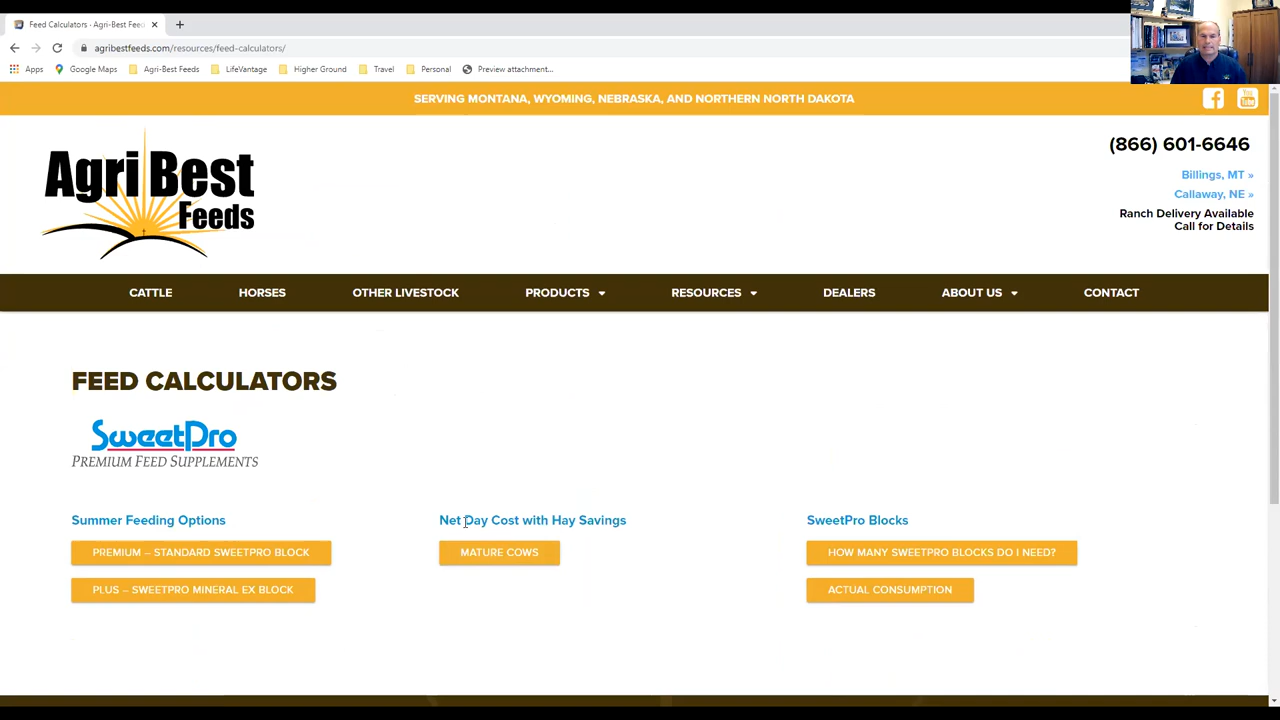 Feed Calculators - Agri-Best Feed
agribestfeeds.com/resources/feed-calculators/
Apps
Google Maps
Agri-Best Feeds
LifeVantage
Higher Ground
Travel
Personal
Preview attachment...
SERVING MONTANA, WYOMING, NEBRASKA, AND NORTHERN NORTH DAKOTA
You Tube
Agri Best
Feeds
(866) 601-6646
Billings, MT »
Callaway, NE »
Ranch Delivery Available
Call for Details
CATTLE
HORSES
OTHER LIVESTOCK
PRODUCTS
RESOURCES
DEALERS
ABOUT US
CONTACT
FEED CALCULATORS
SweetPro
PREMIUM FEED SUPPLEMENTS
Summer Feeding Options
PREMIUM – STANDARD SWEETPRO BLOCK
PLUS – SWEETPRO MINERAL EX BLOCK
Net Day Cost with Hay Savings
MATURE COWS
SweetPro Blocks
HOW MANY SWEETPRO BLOCKS DO I NEED?
ACTUAL CONSUMPTION